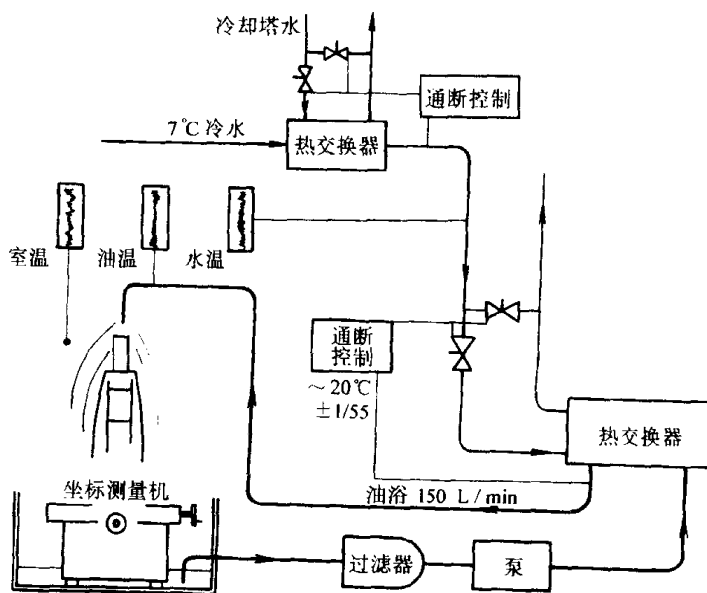 冷却塔水
通断控制
7℃冷水
热交换器
室温
油温
水温
通断
控制
～20℃
±1/55
热交换器
坐标测量机
油浴 150 L/min
过滤器
泵